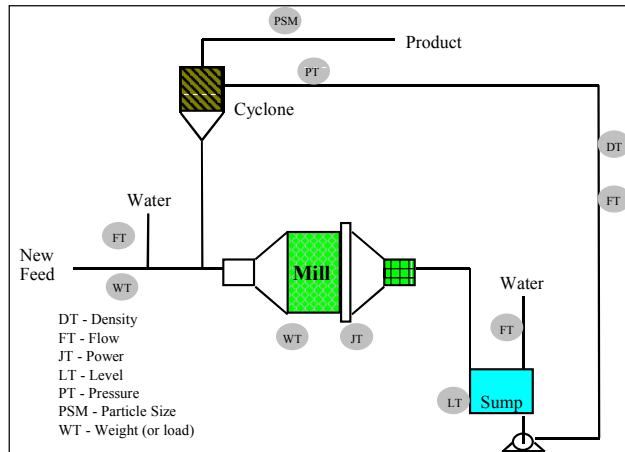 PSM
Product
PT
Cyclone
DT
Water
FT
FT
New
Feed
WT
Mill
Water
FT
DT - Density
FT - Flow
JT - Power
LT - Level
PT - Pressure
PSM - Particle Size
WT - Weight (or load)
WT
JT
LT
Sump